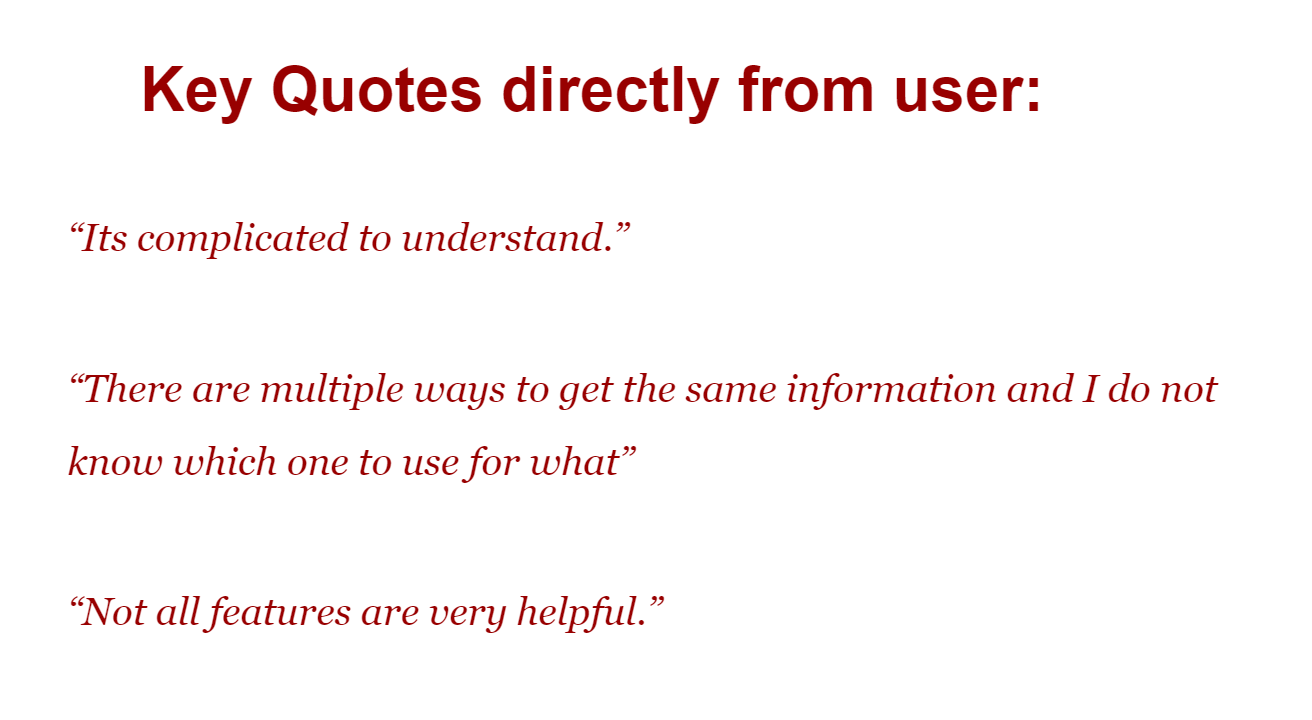 Key Quotes directly from user:
“Its complicated to understand.”
“There are multiple ways to get the same information and I do not
know which one to use for what”
“Not all features are very helpful.”